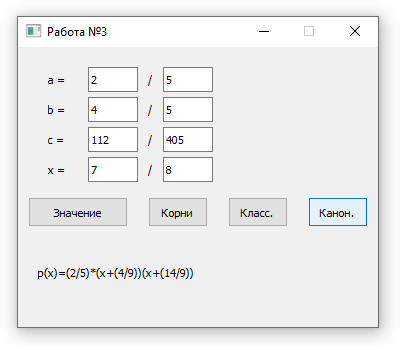 Работа №3
a = 2 / 5
b = 4 / 5
c = 112 / 405
x = 7 / 8
Значение Корни Класс. Канон.
p(x)=(2/5)*(x+(4/9))(x+(14/9))